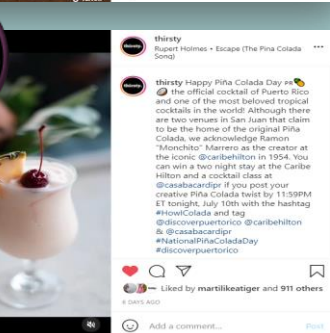 thirsty
Rupert Holmes • Escape (The Pina Colada
Song)
thirsty Happy Piña Colada Day PR
the official cocktail of Puerto Rico
and one of the most beloved tropical
cocktails in the world! Although there
are two venues in San Juan that claim
to be the home of the original Piña
Colada, we acknowledge Ramon
"Monchito" Marrero as the creator at
the iconic @caribehilton in 1954. You
can win a two night stay at the Caribe
Hilton and a cocktail class at
@casabacardipr if you post your
creative Piña Colada twist by 11:59PM
ET tonight, July 10th with the hashtag
#HowIColada and tag
@discoverpuertorico @caribehilton
& @casabacardipr
#NationalPiñaColadaDay
#discoverpuertorico
Liked by martilikeatiger and 911 others
6 DAYS AGO
Add a comment...
Post